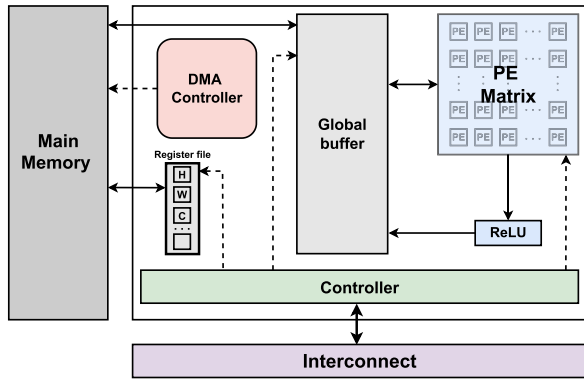 Main
Memory
DMA
Controller
Register file
H
W
C
...
Global
buffer
PE PE PE ... PE
PE PE PE ... PE
PE
Matrix
PE PE PE ... PE
PE PE PE ... PE
ReLU
Controller
Interconnect